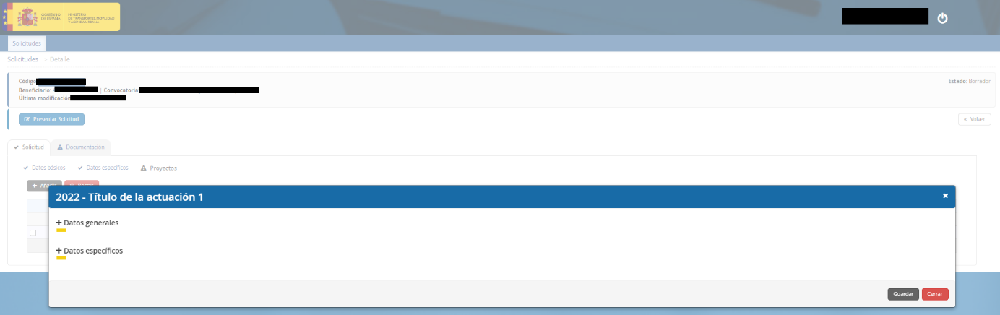 GOBIERNO
DE ESPAÑA
MINISTERIO
DE TRANSPORTES, MOVILIDAD
Y AGENDA URBANA
Solicitudes
Solicitudes > Detalle
Código
Estado: Borrador
Beneficiario: | Convocatoria
Última modificación
Presentar Solicitud
« Volver
Solicitud Documentación
Datos básicos Datos específicos Proyectos
Añadir
2022 - Título de la actuación 1
Datos generales
Datos específicos
Guardar Cerrar